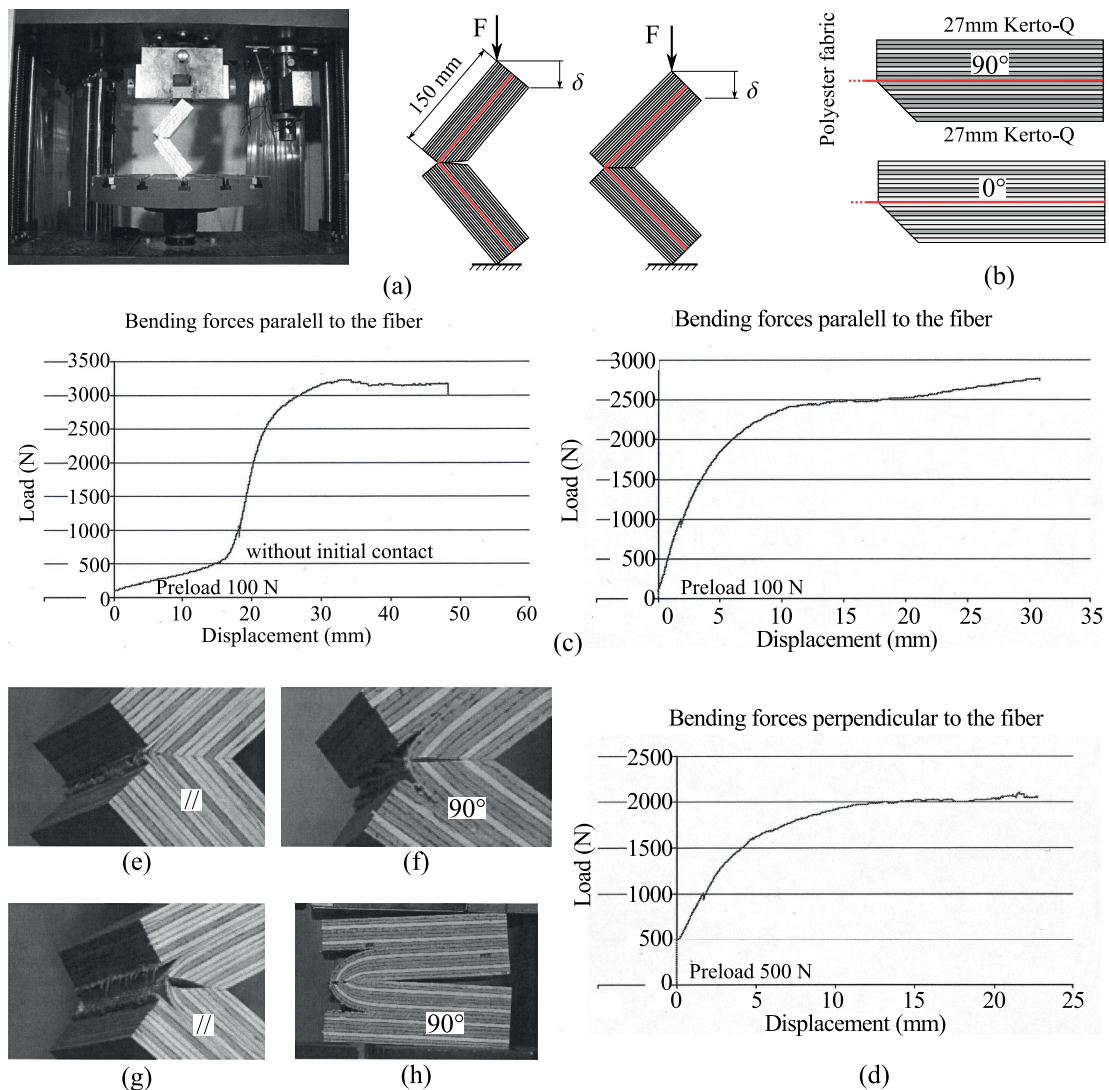 F
150 mm
δ
F
δ
(a)
Polyester fabric
27mm Kerto-Q
90°
27mm Kerto-Q
0°
(b)
Bending forces paralell to the fiber
3500
3000
2500
2000
1500
1000
500
0
Load (N)
without initial contact
Preload 100 N
0 10 20 30 40 50 60
Displacement (mm)
Bending forces paralell to the fiber
3000
2500
2000
1500
1000
500
0
Load (N)
Preload 100 N
0 5 10 15 20 25 30 35
Displacement (mm)
(c)
//
(e)
90°
(f)
//
(g)
90°
(h)
Bending forces perpendicular to the fiber
2500
2000
1500
1000
500
0
Load (N)
Preload 500 N
0 5 10 15 20 25
Displacement (mm)
(d)